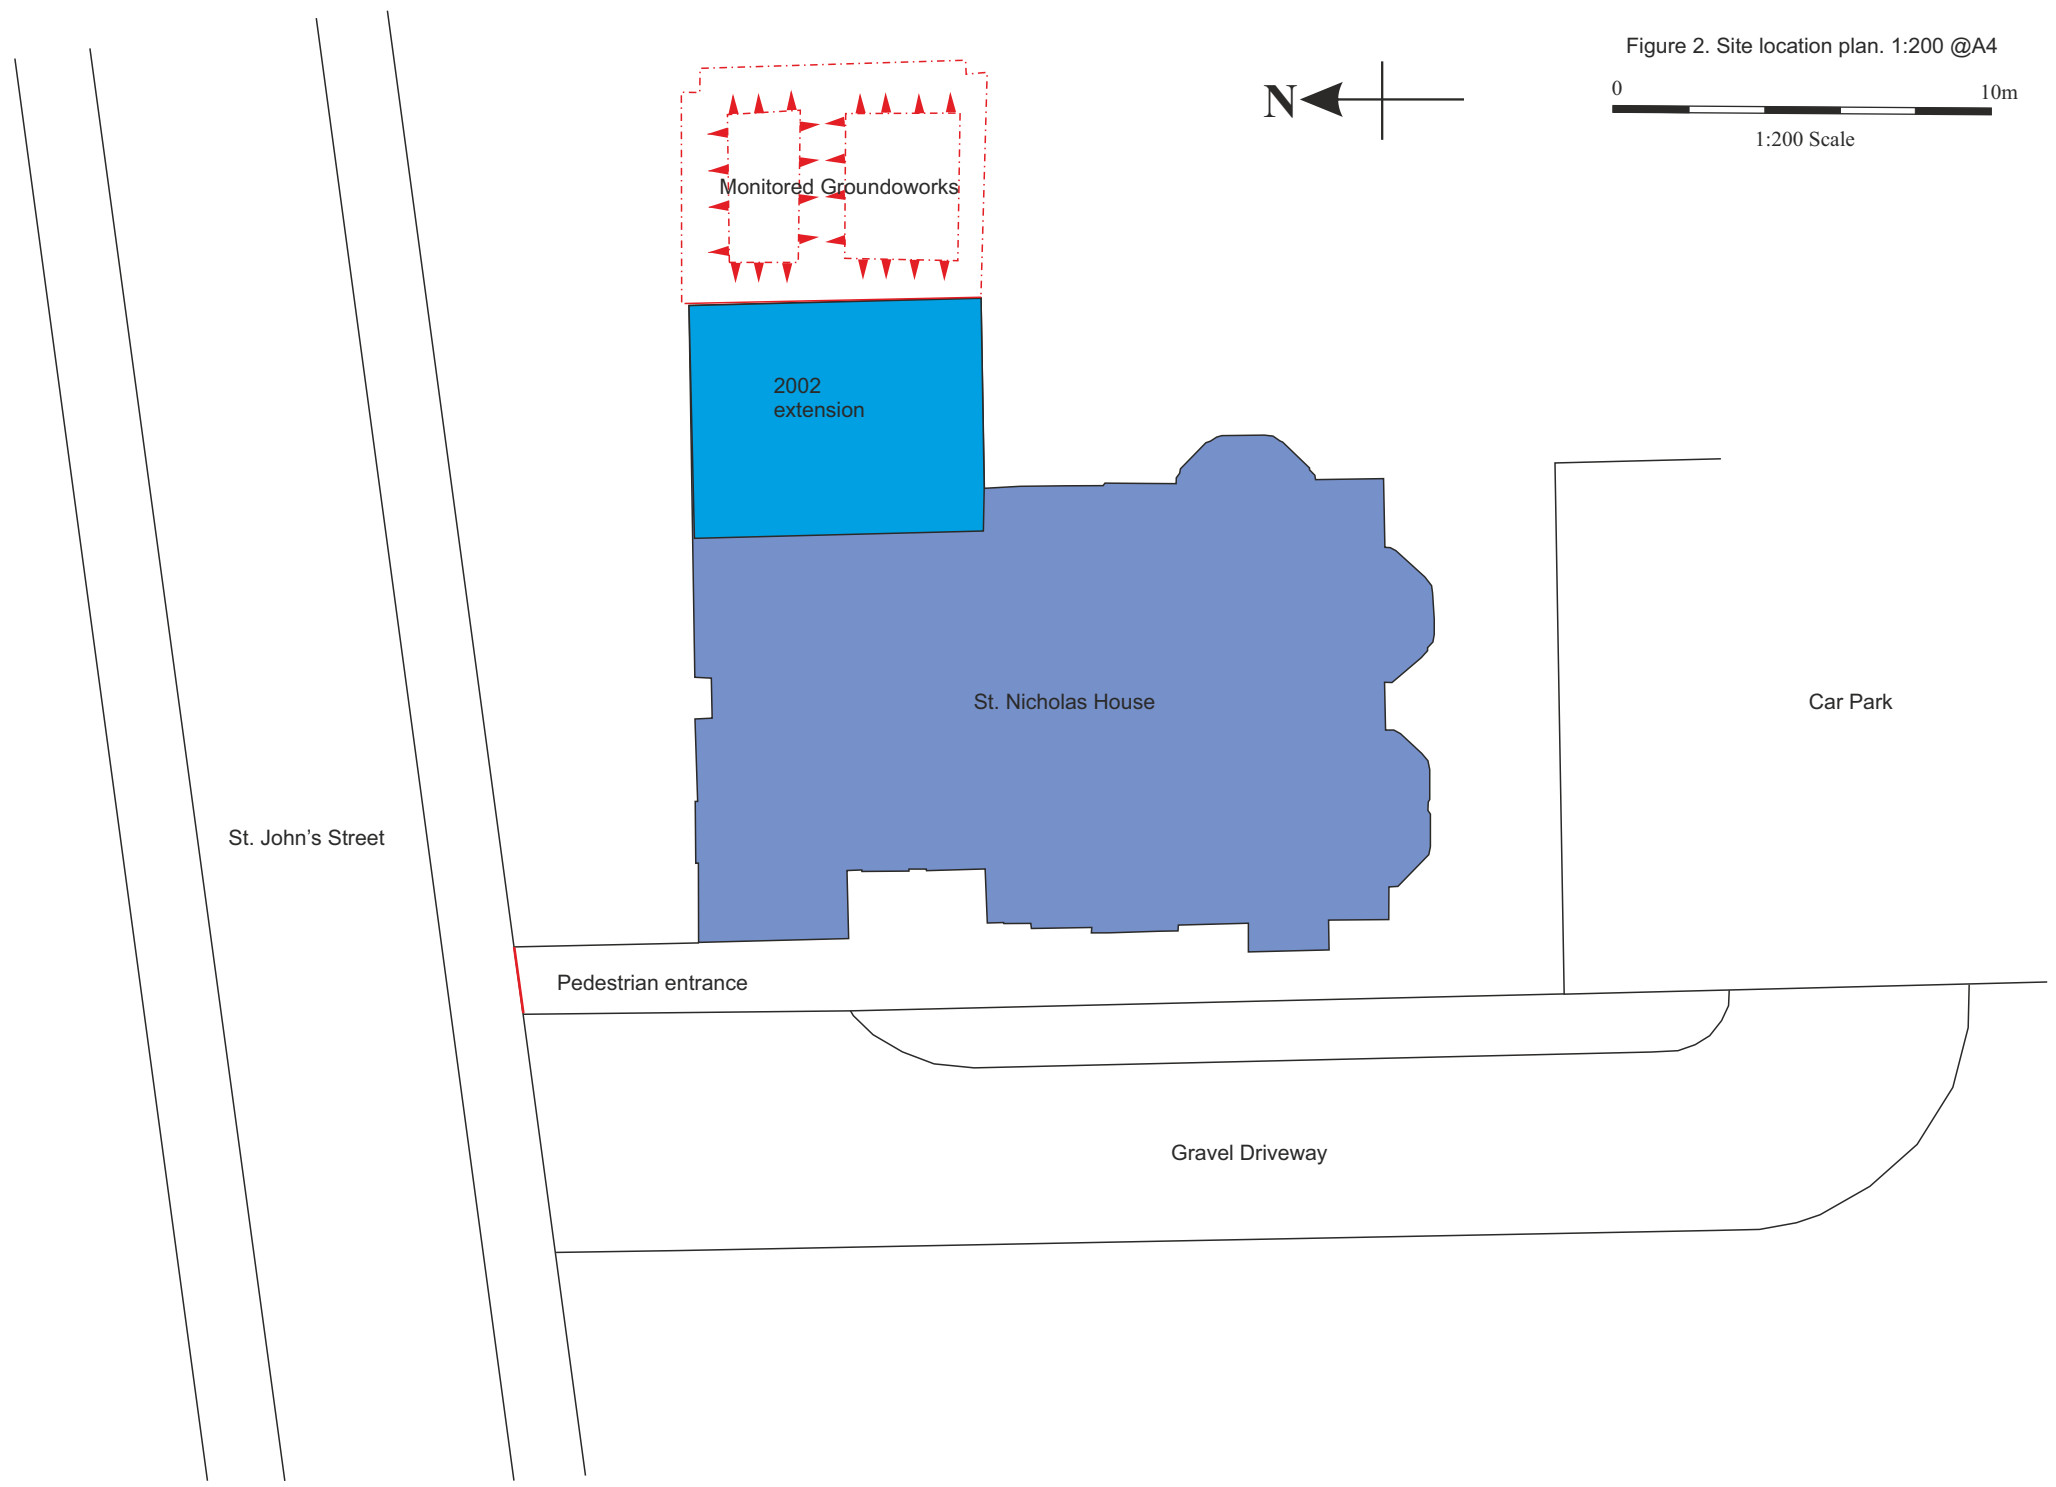 Figure 2. Site location plan. 1:200 @A4
0 10m
1:200 Scale
N
Monitored Groundoworks
2002
extension
St. Nicholas House
Car Park
St. John’s Street
Pedestrian entrance
Gravel Driveway